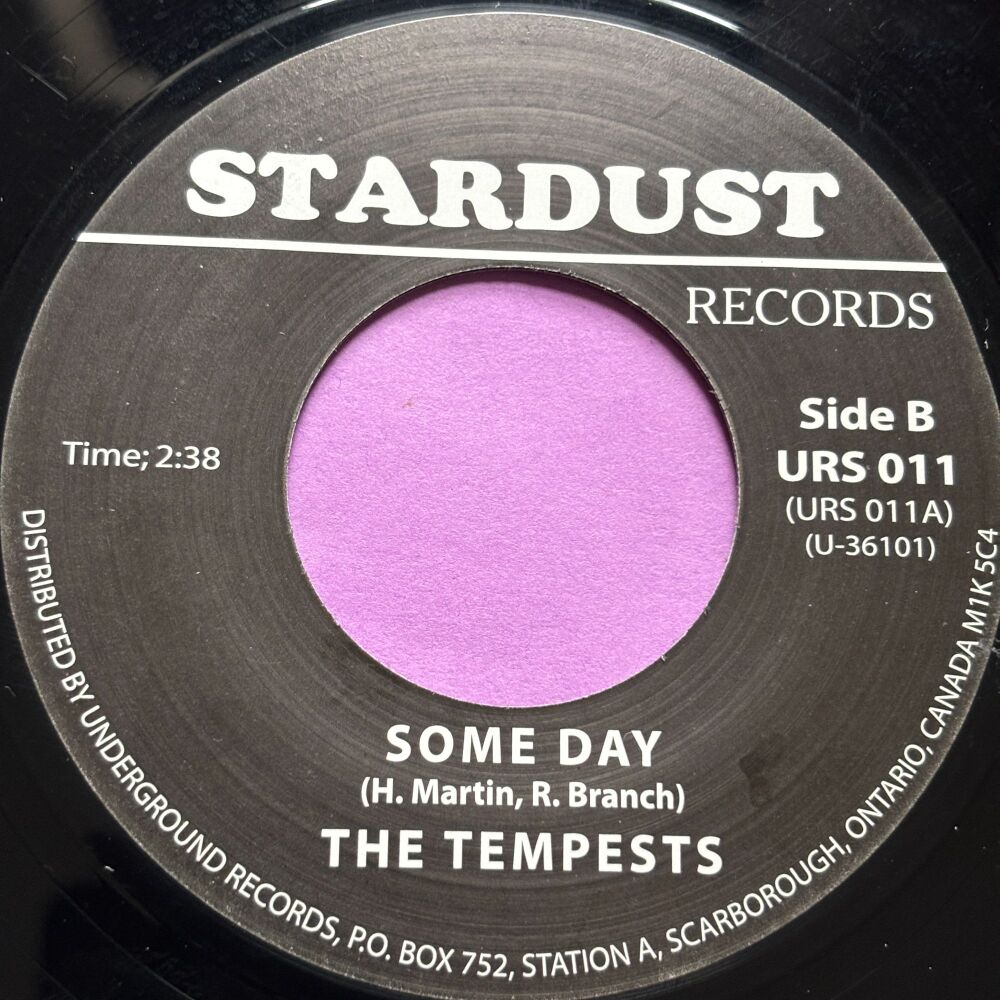 STARDUST
RECORDS
Side B
URS 011
(URS 011A)
(U-36101)
Time; 2:38
SOME DAY
(H. Martin, R. Branch)
THE TEMPESTS
DISTRIBUTED BY UNDERGROUND RECORDS, P.O. BOX 752, STATION A, SCARBOROUGH, ONTARIO, CANADA M1K 5C4